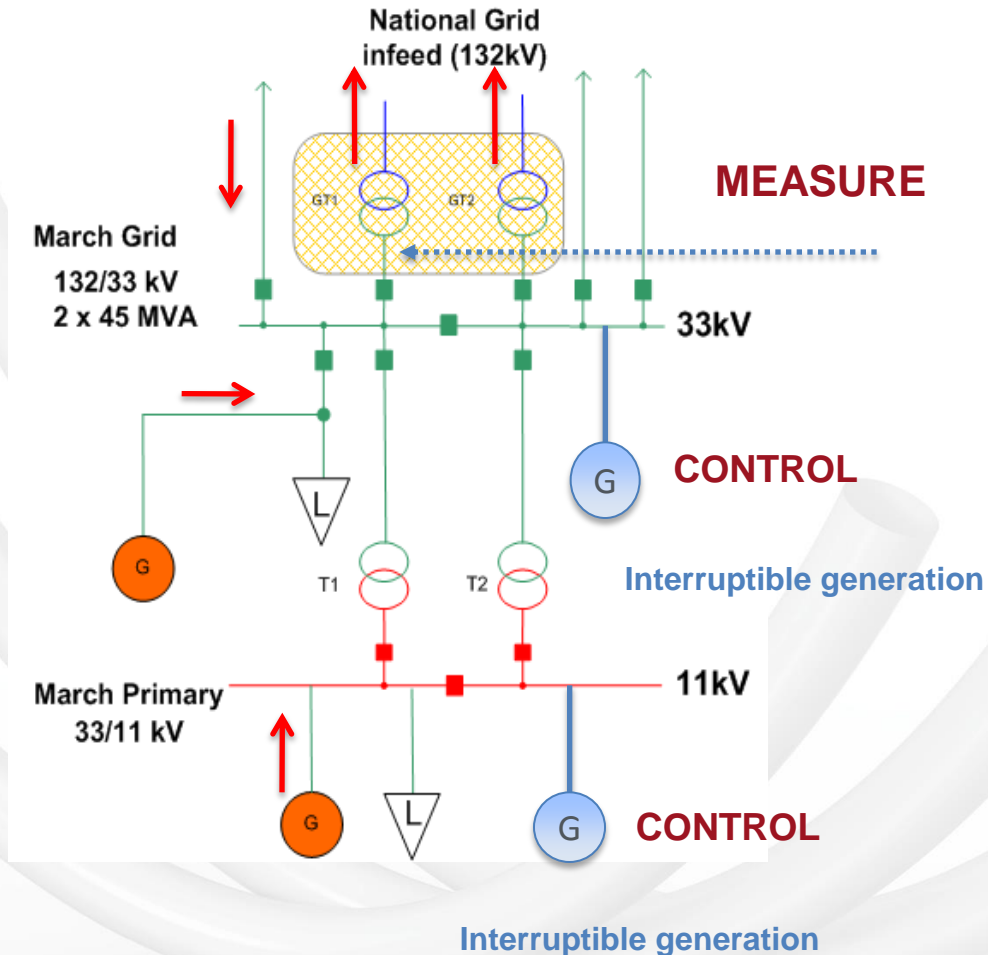 National Grid
infeed (132kV)
MEASURE
GT1
GT2
March Grid
132/33 kV
2 x 45 MVA
33kV
CONTROL
G
L
G
T1
T2
Interruptible generation
March Primary
33/11 kV
11kV
G
L
G
CONTROL
Interruptible generation